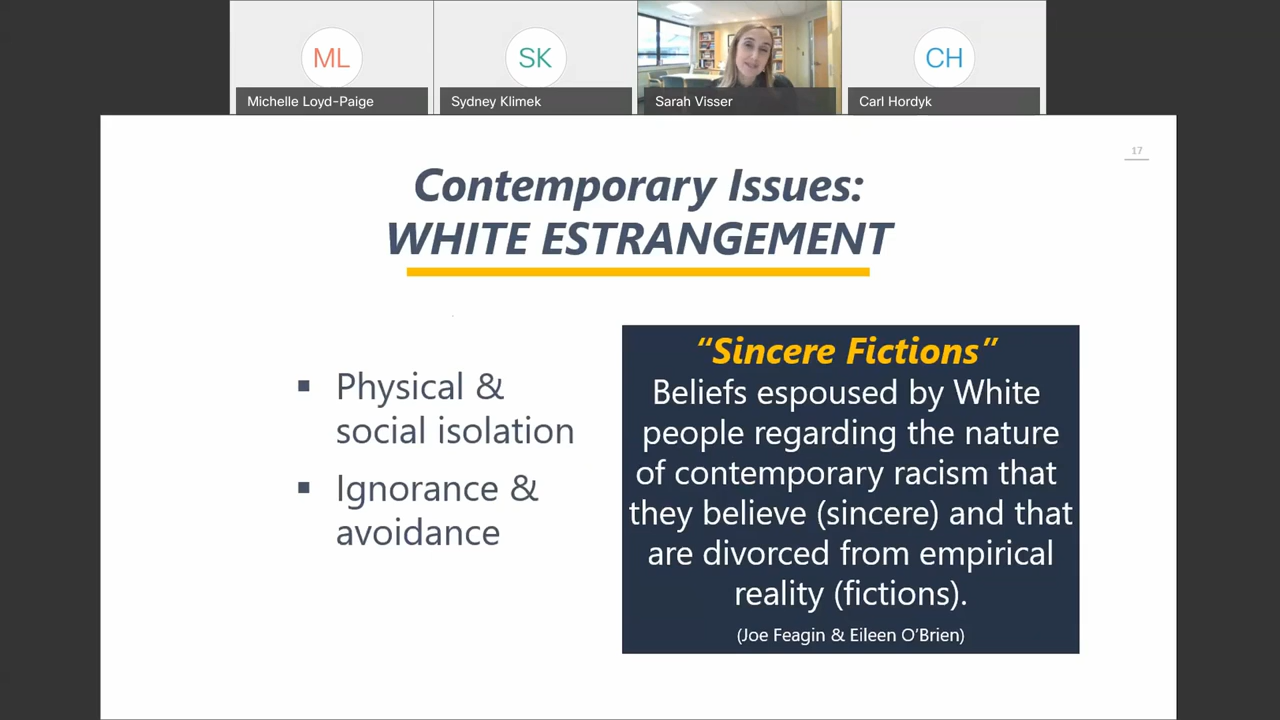 ML
SK
CH
Michelle Loyd-Paige
Sydney Klimek
Sarah Visser
Carl Hordyk
17
Contemporary Issues:
WHITE ESTRANGEMENT
▪ Physical &
social isolation
▪ Ignorance &
avoidance
“Sincere Fictions”
Beliefs espoused by White
people regarding the nature
of contemporary racism that
they believe (sincere) and that
are divorced from empirical
reality (fictions).
(Joe Feagin & Eileen O’Brien)